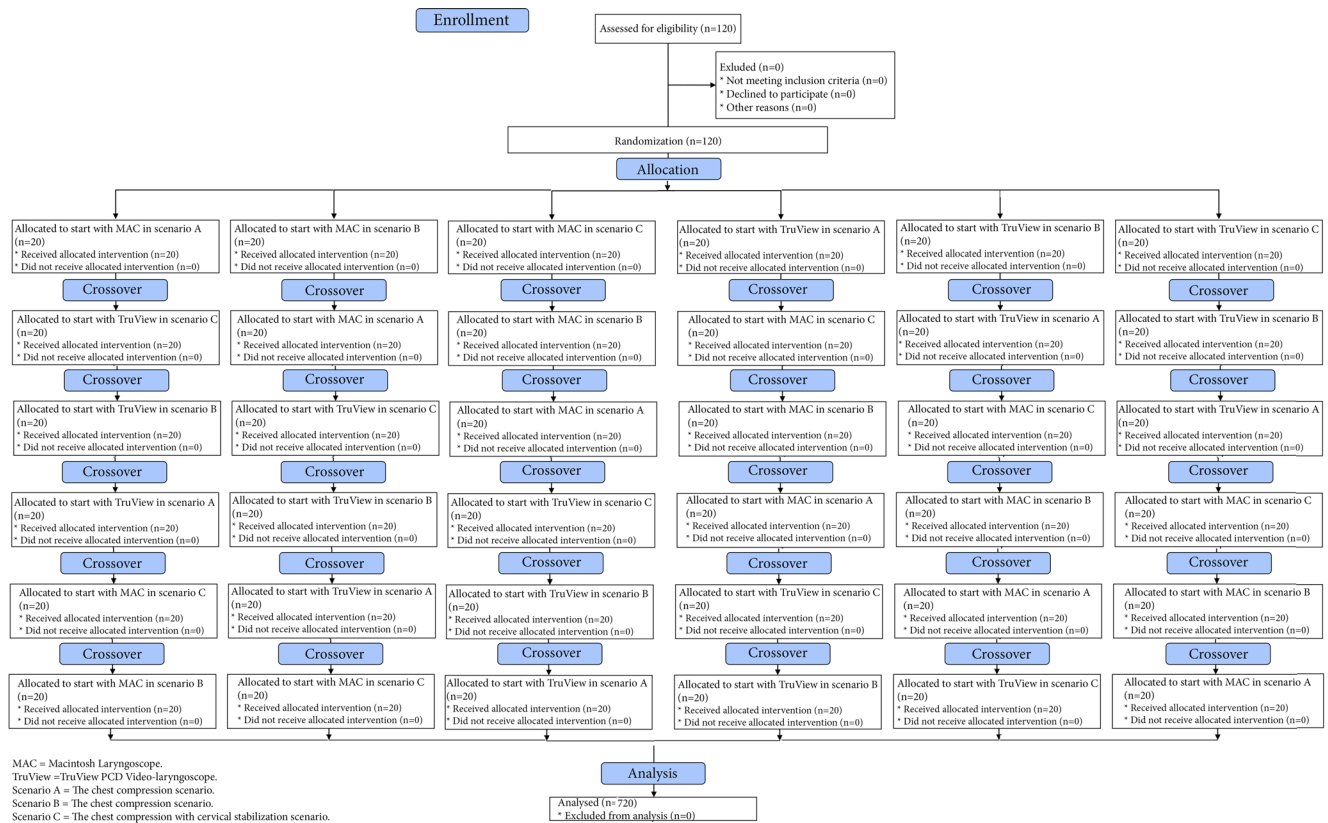 Enrollment
Assessed for eligibility (n=120)
Exluded (n=0)
* Not meeting inclusion criteria (n=0)
* Declined to participate (n=0)
* Other reasons (n=0)
Randomization (n=120)
Allocation
Allocated to start with MAC in scenario A
(n=20)
* Received allocated intervention (n=20)
* Did not receive allocated intervention (n=0)
Allocated to start with MAC in scenario B
(n=20)
* Received allocated intervention (n=20)
* Did not receive allocated intervention (n=0)
Allocated to start with MAC in scenario C
(n=20)
* Received allocated intervention (n=20)
* Did not receive allocated intervention (n=0)
Allocated to start with TruView in scenario A
(n=20)
* Received allocated intervention (n=20)
* Did not receive allocated intervention (n=0)
Allocated to start with TruView in scenario B
(n=20)
* Received allocated intervention (n=20)
* Did not receive allocated intervention (n=0)
Allocated to start with TruView in scenario C
(n=20)
* Received allocated intervention (n=20)
* Did not receive allocated intervention (n=0)
Crossover
Crossover
Crossover
Crossover
Crossover
Crossover
Allocated to start with TruView in scenario C
(n=20)
* Received allocated intervention (n=20)
* Did not receive allocated intervention (n=0)
Allocated to start with MAC in scenario A
(n=20)
* Received allocated intervention (n=20)
* Did not receive allocated intervention (n=0)
Allocated to start with MAC in scenario B
(n=20)
* Received allocated intervention (n=20)
* Did not receive allocated intervention (n=0)
Allocated to start with MAC in scenario C
(n=20)
* Received allocated intervention (n=20)
* Did not receive allocated intervention (n=0)
Allocated to start with TruView in scenario A
(n=20)
* Received allocated intervention (n=20)
* Did not receive allocated intervention (n=0)
Allocated to start with TruView in scenario B
(n=20)
* Received allocated intervention (n=20)
* Did not receive allocated intervention (n=0)
Crossover
Crossover
Crossover
Crossover
Crossover
Crossover
Allocated to start with TruView in scenario B
(n=20)
* Received allocated intervention (n=20)
* Did not receive allocated intervention (n=0)
Allocated to start with TruView in scenario C
(n=20)
* Received allocated intervention (n=20)
* Did not receive allocated intervention (n=0)
Allocated to start with MAC in scenario A
(n=20)
* Received allocated intervention (n=20)
* Did not receive allocated intervention (n=0)
Allocated to start with MAC in scenario B
(n=20)
* Received allocated intervention (n=20)
* Did not receive allocated intervention (n=0)
Allocated to start with MAC in scenario C
(n=20)
* Received allocated intervention (n=20)
* Did not receive allocated intervention (n=0)
Allocated to start with TruView in scenario A
(n=20)
* Received allocated intervention (n=20)
* Did not receive allocated intervention (n=0)
Crossover
Crossover
Crossover
Crossover
Crossover
Crossover
Allocated to start with TruView in scenario A
(n=20)
* Received allocated intervention (n=20)
* Did not receive allocated intervention (n=0)
Allocated to start with TruView in scenario B
(n=20)
* Received allocated intervention (n=20)
* Did not receive allocated intervention (n=0)
Allocated to start with TruView in scenario C
(n=20)
* Received allocated intervention (n=20)
* Did not receive allocated intervention (n=0)
Allocated to start with MAC in scenario A
(n=20)
* Received allocated intervention (n=20)
* Did not receive allocated intervention (n=0)
Allocated to start with MAC in scenario B
(n=20)
* Received allocated intervention (n=20)
* Did not receive allocated intervention (n=0)
Allocated to start with MAC in scenario C
(n=20)
* Received allocated intervention (n=20)
* Did not receive allocated intervention (n=0)
Crossover
Crossover
Crossover
Crossover
Crossover
Crossover
Allocated to start with MAC in scenario C
(n=20)
* Received allocated intervention (n=20)
* Did not receive allocated intervention (n=0)
Allocated to start with TruView in scenario A
(n=20)
* Received allocated intervention (n=20)
* Did not receive allocated intervention (n=0)
Allocated to start with TruView in scenario B
(n=20)
* Received allocated intervention (n=20)
* Did not receive allocated intervention (n=0)
Allocated to start with TruView in scenario C
(n=20)
* Received allocated intervention (n=20)
* Did not receive allocated intervention (n=0)
Allocated to start with MAC in scenario A
(n=20)
* Received allocated intervention (n=20)
* Did not receive allocated intervention (n=0)
Allocated to start with MAC in scenario B
(n=20)
* Received allocated intervention (n=20)
* Did not receive allocated intervention (n=0)
Crossover
Crossover
Crossover
Crossover
Crossover
Crossover
Allocated to start with MAC in scenario B
(n=20)
* Received allocated intervention (n=20)
* Did not receive allocated intervention (n=0)
Allocated to start with MAC in scenario C
(n=20)
* Received allocated intervention (n=20)
* Did not receive allocated intervention (n=0)
Allocated to start with TruView in scenario A
(n=20)
* Received allocated intervention (n=20)
* Did not receive allocated intervention (n=0)
Allocated to start with TruView in scenario B
(n=20)
* Received allocated intervention (n=20)
* Did not receive allocated intervention (n=0)
Allocated to start with TruView in scenario C
(n=20)
* Received allocated intervention (n=20)
* Did not receive allocated intervention (n=0)
Allocated to start with MAC in scenario A
(n=20)
* Received allocated intervention (n=20)
* Did not receive allocated intervention (n=0)
MAC = Macintosh Laryngoscope.
TruView =TruView PCD Video-laryngoscope.
Scenario A = The chest compression scenario.
Scenario B = The chest compression scenario.
Scenario C = The chest compression with cervical stabilization scenario.
Analysis
Analysed (n=720)
* Excluded from analysis (n=0)